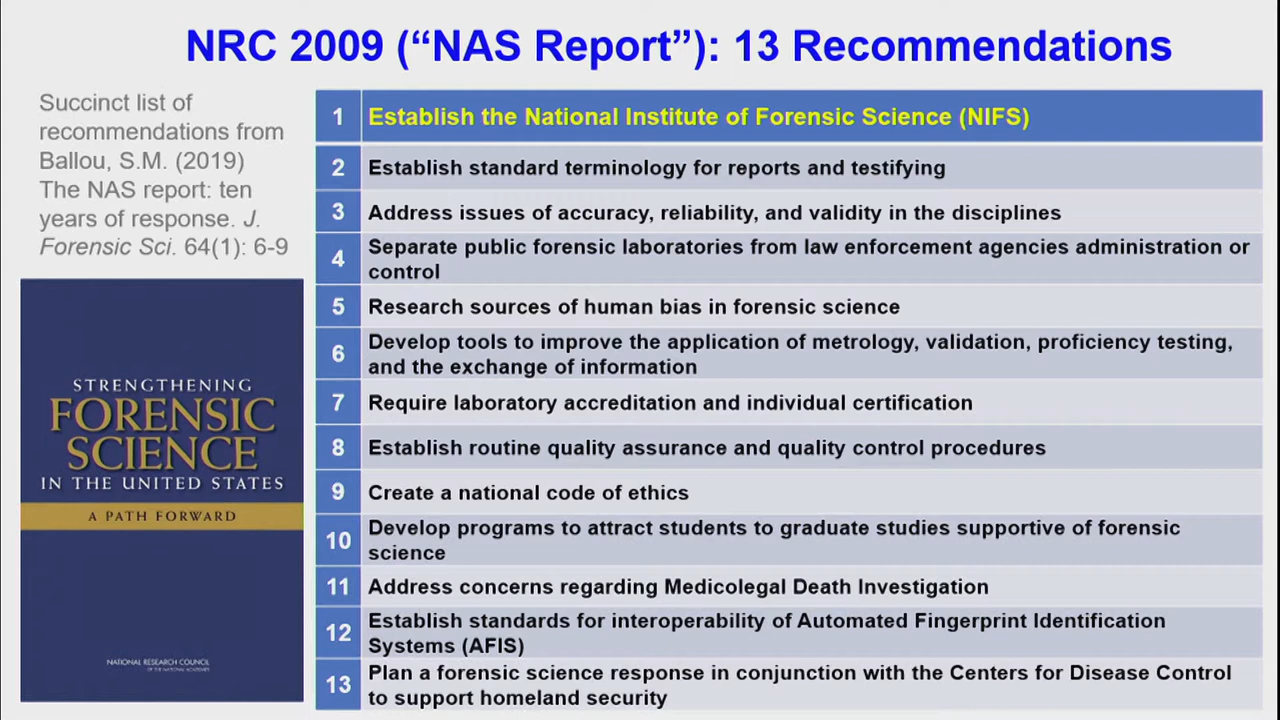 NRC 2009 (“NAS Report”): 13 Recommendations
Succinct list of
recommendations from
Ballou, S.M. (2019)
The NAS report: ten
years of response. J.
Forensic Sci. 64(1): 6-9
STRENGTHENING
FORENSIC
SCIENCE
IN THE UNITED STATES
A PATH FORWARD
NATIONAL RESEARCH COUNCIL
OF THE NATIONAL ACADEMIES
1 Establish the National Institute of Forensic Science (NIFS)
2 Establish standard terminology for reports and testifying
3 Address issues of accuracy, reliability, and validity in the disciplines
4 Separate public forensic laboratories from law enforcement agencies administration or
control
5 Research sources of human bias in forensic science
6 Develop tools to improve the application of metrology, validation, proficiency testing,
and the exchange of information
7 Require laboratory accreditation and individual certification
8 Establish routine quality assurance and quality control procedures
9 Create a national code of ethics
10 Develop programs to attract students to graduate studies supportive of forensic
science
11 Address concerns regarding Medicolegal Death Investigation
12 Establish standards for interoperability of Automated Fingerprint Identification
Systems (AFIS)
13 Plan a forensic science response in conjunction with the Centers for Disease Control
to support homeland security